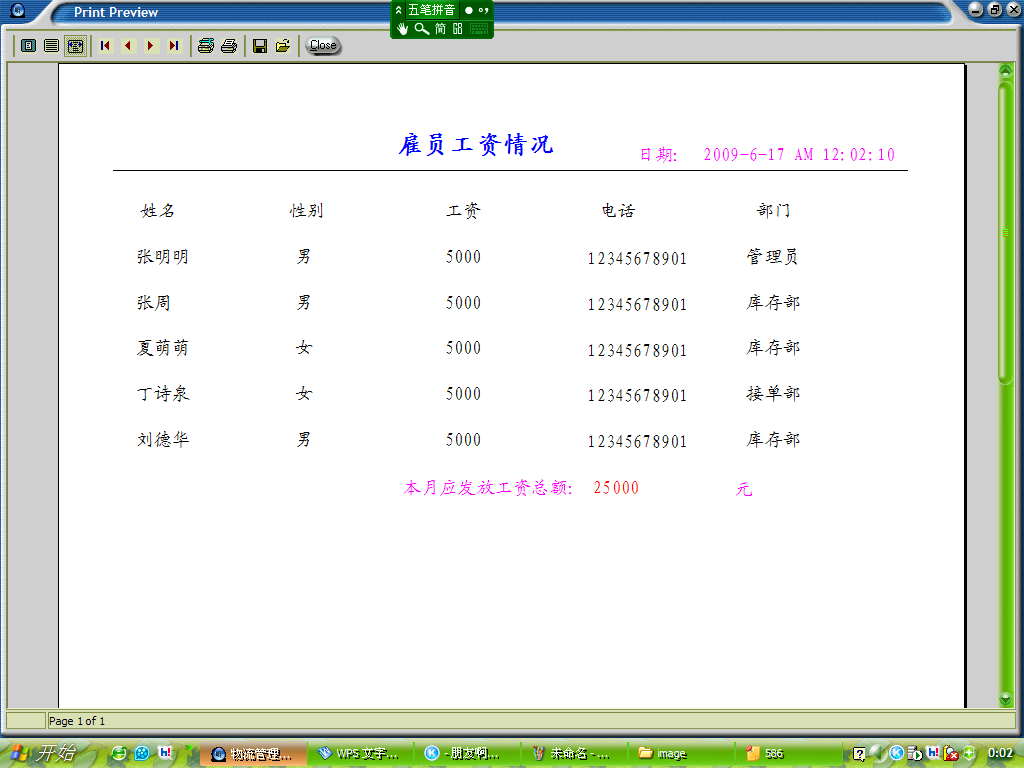 Print Preview
五笔拼音
简
Close
雇员工资情况
日期: 2009-6-17 AM 12:02:10
姓名 性别 工资 电话 部门
张明明 男 5000 12345678901 管理员
张周 男 5000 12345678901 库存部
夏萌萌 女 5000 12345678901 库存部
丁诗泉 女 5000 12345678901 接单部
刘德华 男 5000 12345678901 库存部
本月应发放工资总额: 25000 元
Page 1 of 1
开始 物流管理... WPS 文字... - 朋友啊... 未命名 - ... image 586 0:02